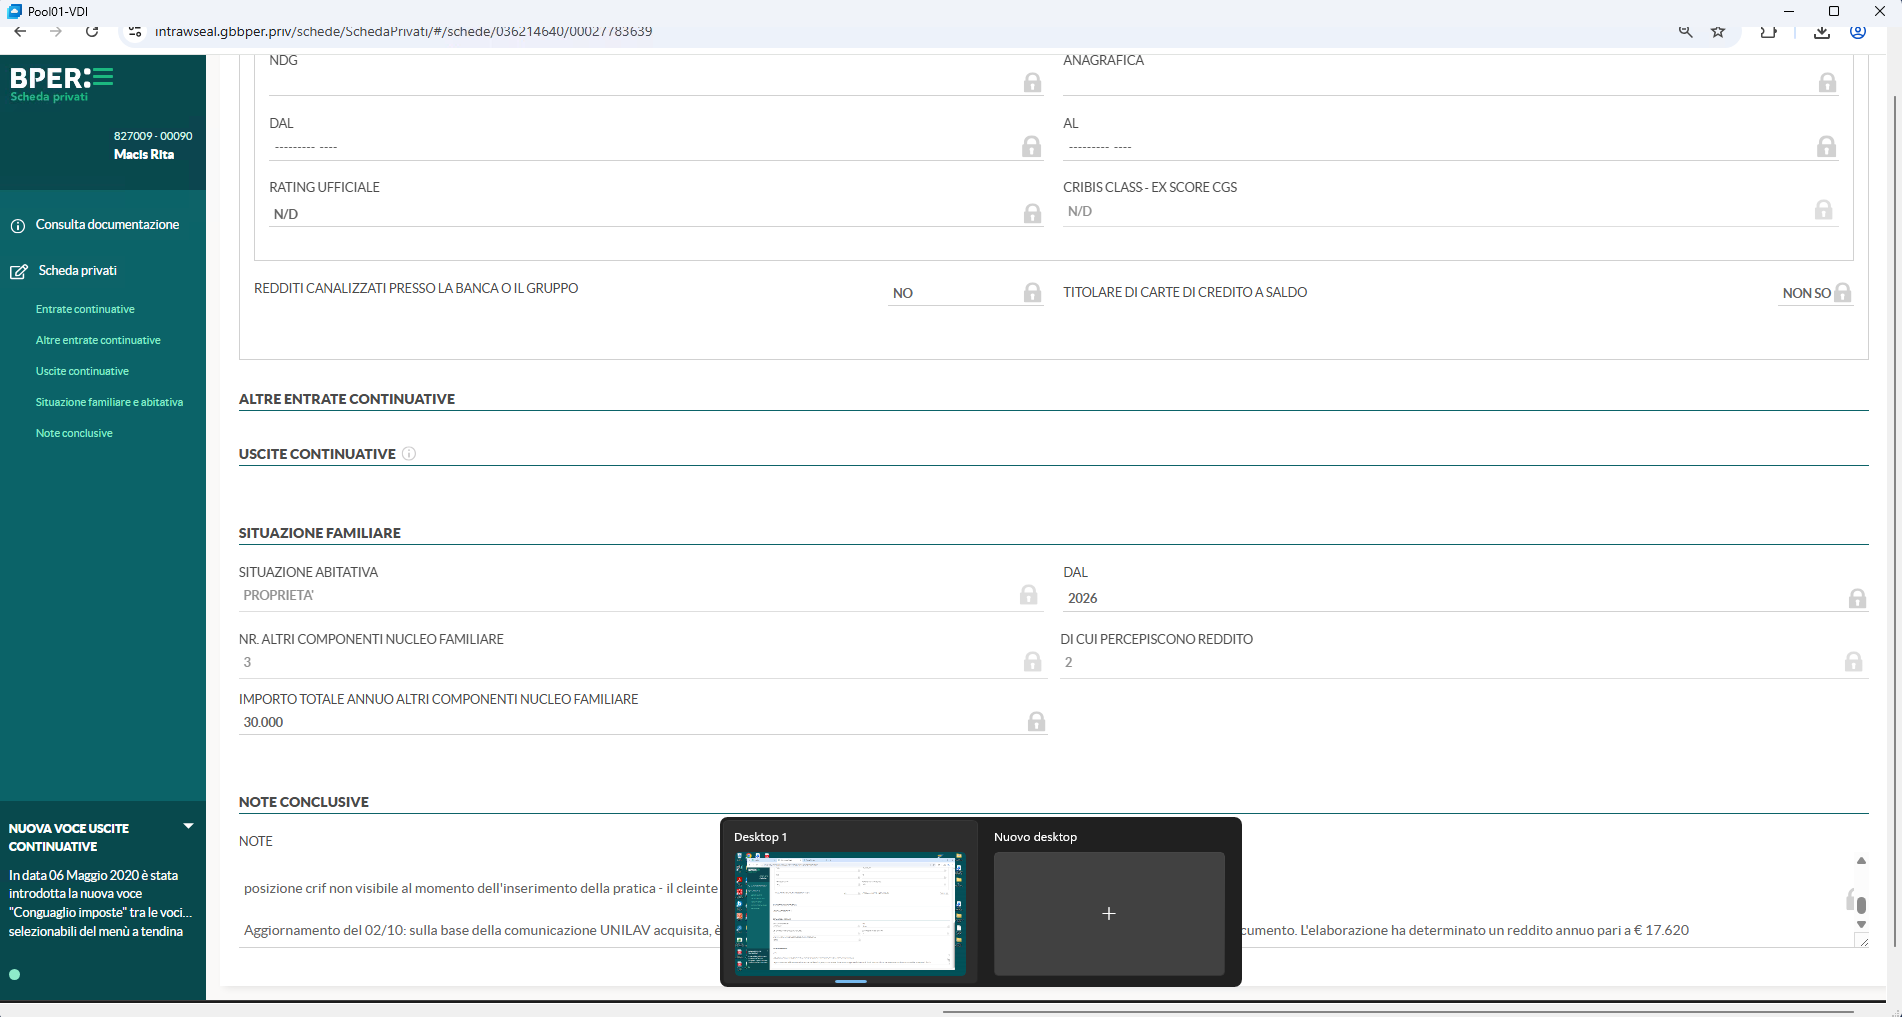 Pool01-VDI
intrawseal.gbbper.priv/schede/SchedaPrivati/#/schede/036214640/00027783639
BPER:
Scheda privati
827009 - 00090
Macis Rita
Consulta documentazione
Scheda privati
Entrate continuative
Altre entrate continuative
Uscite continuative
Situazione familiare e abitativa
Note conclusive
NUOVA VOCE USCITE
CONTINUATIVE
In data 06 Maggio 2020 è stata
introdotta la nuova voce
"Conguaglio imposte" tra le voci...
selezionabili del menù a tendina
NDG
ANAGRAFICA
DAL
AL
--------- ----
--------- ----
RATING UFFICIALE
CRIBIS CLASS - EX SCORE CGS
N/D
N/D
REDDITI CANALIZZATI PRESSO LA BANCA O IL GRUPPO
NO
TITOLARE DI CARTE DI CREDITO A SALDO
NON SO
ALTRE ENTRATE CONTINUATIVE
USCITE CONTINUATIVE
SITUAZIONE FAMILIARE
SITUAZIONE ABITATIVA
DAL
PROPRIETA'
2026
NR. ALTRI COMPONENTI NUCLEO FAMILIARE
DI CUI PERCEPISCONO REDDITO
3
2
IMPORTO TOTALE ANNUO ALTRI COMPONENTI NUCLEO FAMILIARE
30.000
NOTE CONCLUSIVE
NOTE
posizione crif non visibile al momento dell'inserimento della pratica - il cleinte
Aggiornamento del 02/10: sulla base della comunicazione UNILAV acquisita, è
cumento. L'elaborazione ha determinato un reddito annuo pari a € 17.620
Desktop 1
Nuovo desktop